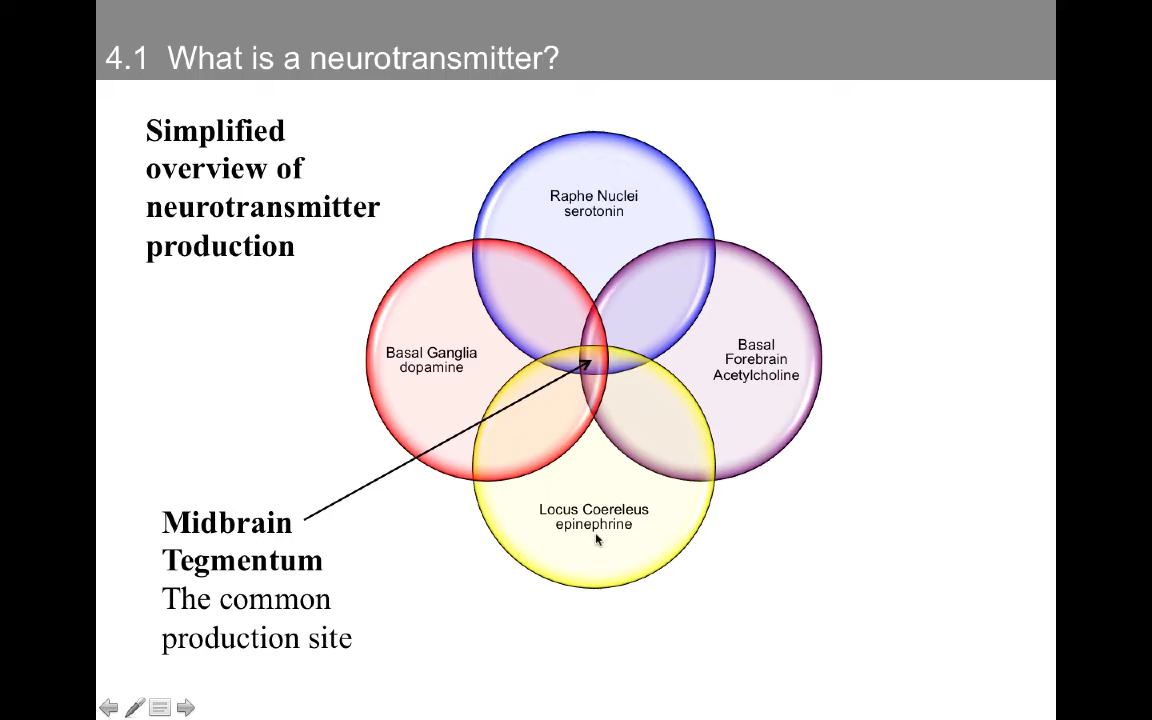 4.1 What is a neurotransmitter?
Simplified
overview of
neurotransmitter
production
Raphe Nuclei
serotonin
Basal Ganglia
dopamine
Basal
Forebrain
Acetylcholine
Locus Coereleus
epinephrine
Midbrain
Tegmentum
The common
production site